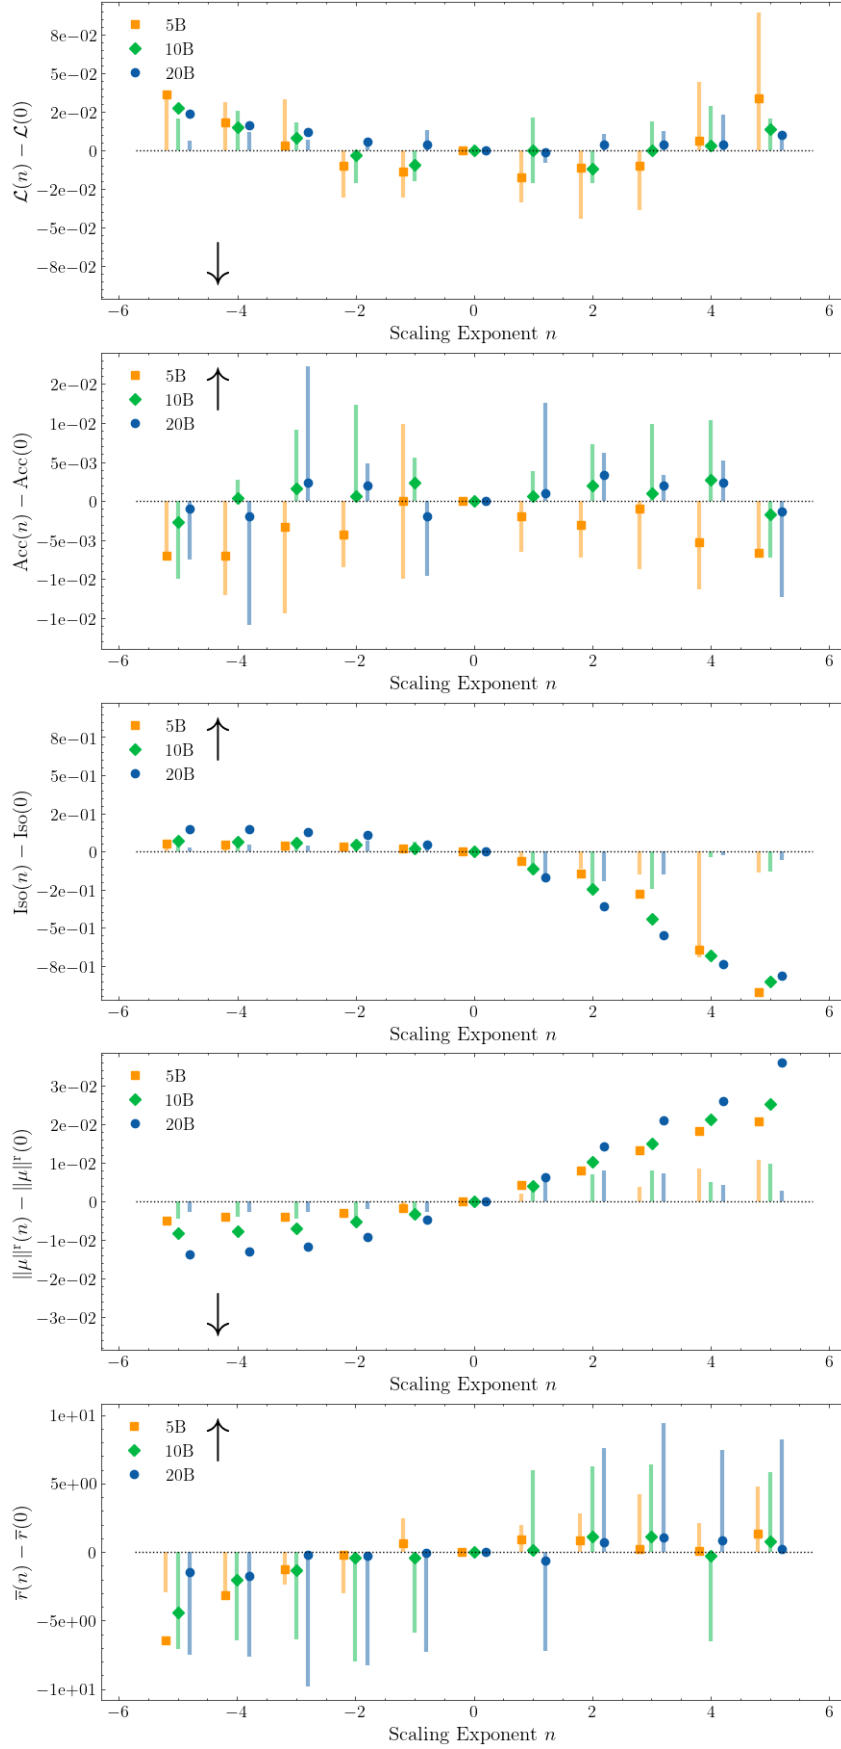 5B
10B
20B
8e−02
5e−02
2e−02
0
−2e−02
−5e−02
−8e−02
ℒ(n) − ℒ(0)
−6 −4 −2 0 2 4 6
Scaling Exponent n
5B
10B
20B
2e−02
1e−02
5e−03
0
−5e−03
−1e−02
−1e−02
Acc(n) − Acc(0)
−6 −4 −2 0 2 4 6
Scaling Exponent n
5B
10B
20B
8e−01
5e−01
2e−01
0
−2e−01
−5e−01
−8e−01
Iso(n) − Iso(0)
−6 −4 −2 0 2 4 6
Scaling Exponent n
5B
10B
20B
3e−02
2e−02
1e−02
0
−1e−02
−2e−02
−3e−02
‖μ‖ʳ(n) − ‖μ‖ʳ(0)
−6 −4 −2 0 2 4 6
Scaling Exponent n
5B
10B
20B
1e+01
5e+00
0
−5e+00
−1e+01
r̅(n) − r̅(0)
−6 −4 −2 0 2 4 6
Scaling Exponent n